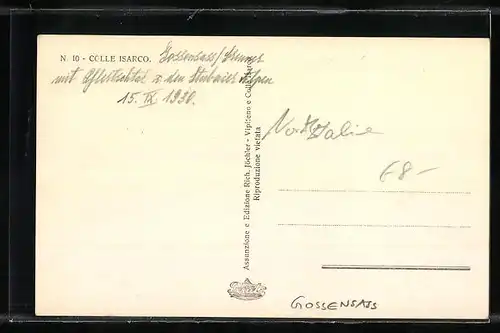 N. 10 - COLLE ISARCO. Gossensass/Brenner
mit Pflerschtal z. den Stubaier Alpen
15. IX 1930.
Assunzione e Edizione Rich. Jöchler - Vipiteno e Colle Isarco
Riproduzione vietata
Nord Italien
68-
GOSSENSASS